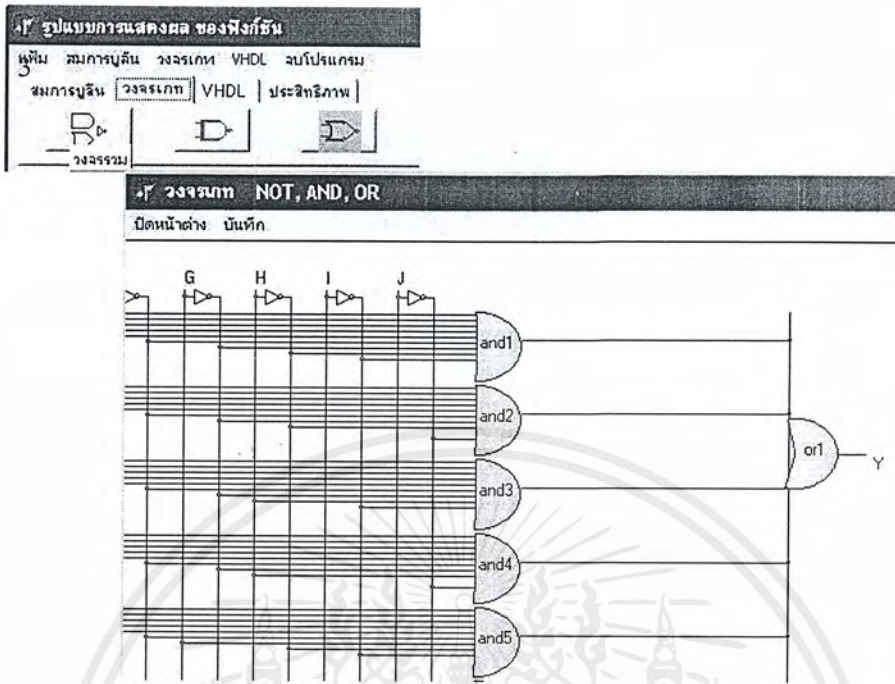 รูปแบบการแสดงผล ของฟังก์ชัน
แฟ้ม สมการบูลีน วงจรเกท VHDL จบโปรแกรม
สมการบูลีน วงจรเกท VHDL ประสิทธิภาพ
วงจรรวม
วงจรเกท NOT, AND, OR
ปิดหน้าต่าง บันทึก
G H I J
and1
and2
or1
Y
and3
and4
and5